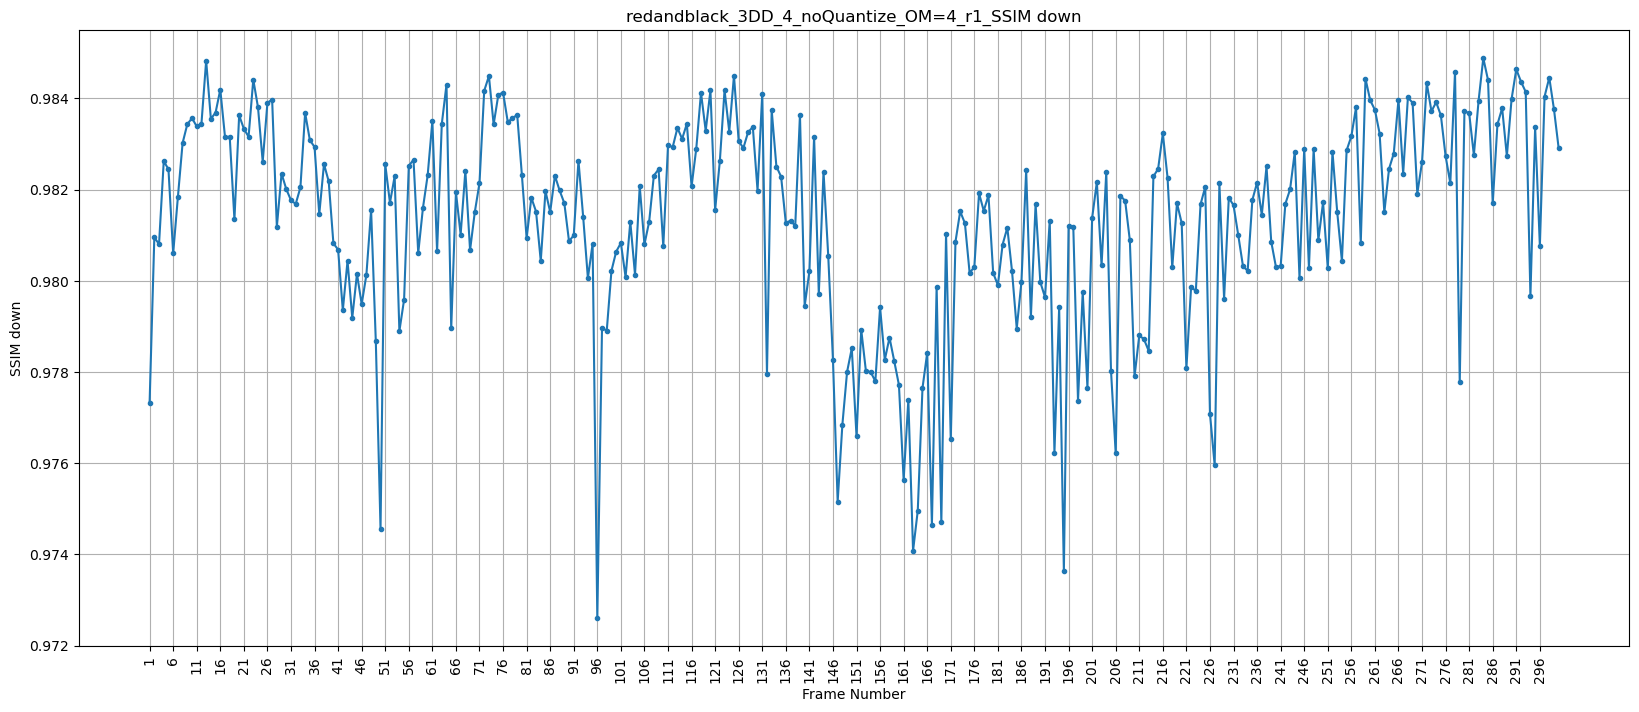 redandblack_3DD_4_noQuantize_OM=4_r1_SSIM down
SSIM down
0.984
0.982
0.980
0.978
0.976
0.974
0.972
1 6 11 16 21 26 31 36 41 46 51 56 61 66 71 76 81 86 91 96 101 106 111 116 121 126 131 136 141 146 151 156 161 166 171 176 181 186 191 196 201 206 211 216 221 226 231 236 241 246 251 256 261 266 271 276 281 286 291 296
Frame Number